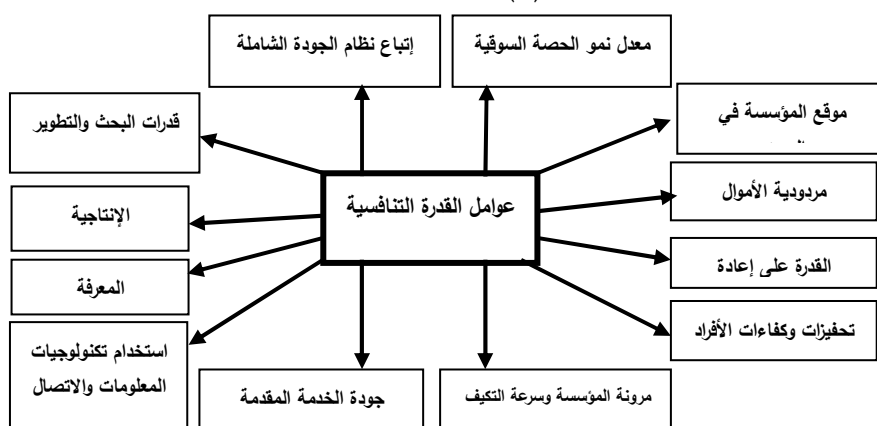 معدل نمو الحصة السوقية
إتباع نظام الجودة الشاملة
موقع المؤسسة في
قدرات البحث والتطوير
عوامل القدرة التنافسية
مردودية الأموال
الإنتاجية
القدرة على إعادة
المعرفة
تحفيزات وكفاءات الأفراد
استخدام تكنولوجيات
المعلومات والاتصال
مرونة المؤسسة وسرعة التكيف
جودة الخدمة المقدمة